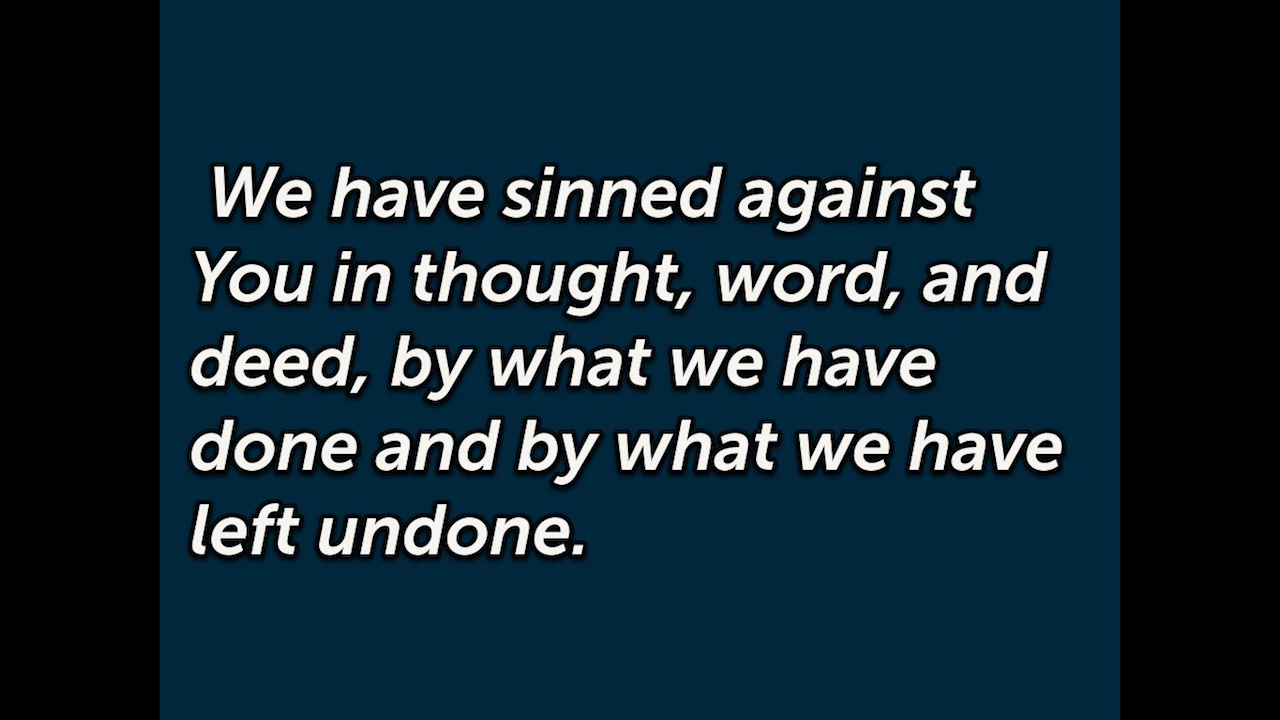 We have sinned against
You in thought, word, and
deed, by what we have
done and by what we have
left undone.